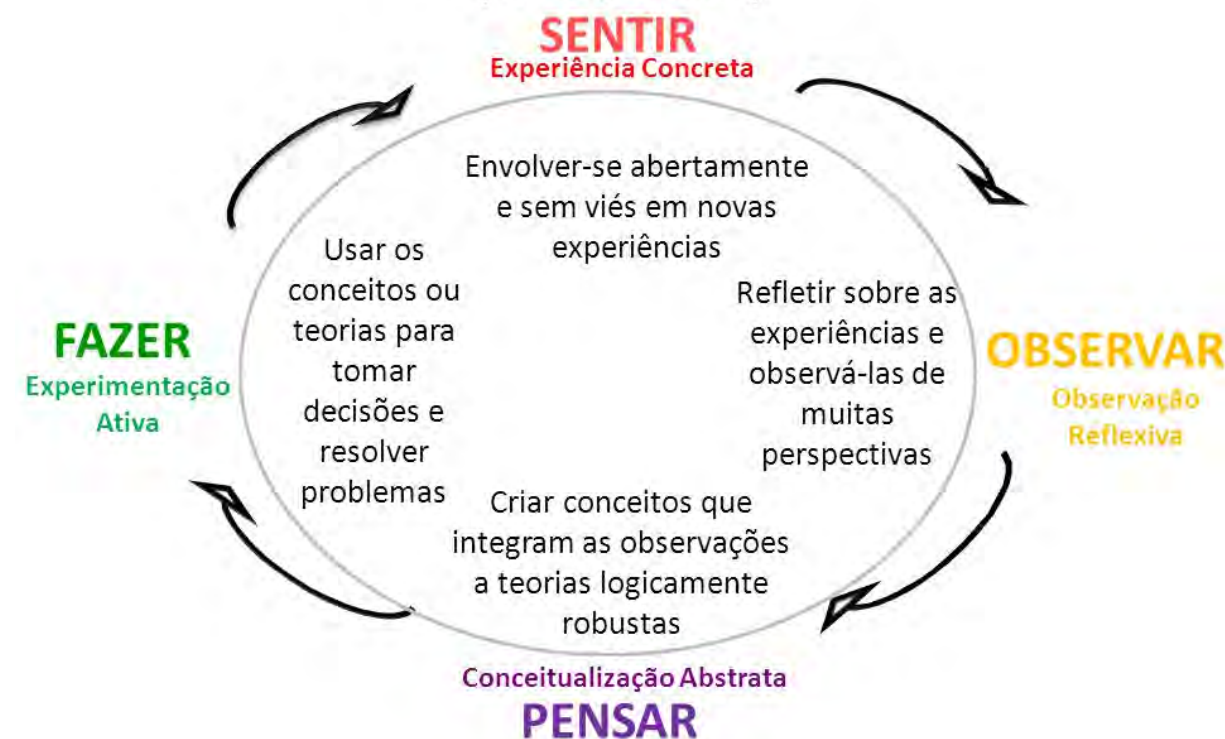 SENTIR
Experiência Concreta
Envolver-se abertamente
e sem viés em novas
experiências
OBSERVAR
Observação
Reflexiva
Refletir sobre as
experiências e
observá-las de
muitas
perspectivas
Criar conceitos que
integram as observações
a teorias logicamente
robustas
Conceitualização Abstrata
PENSAR
FAZER
Experimentação
Ativa
Usar os
conceitos ou
teorias para
tomar
decisões e
resolver
problemas